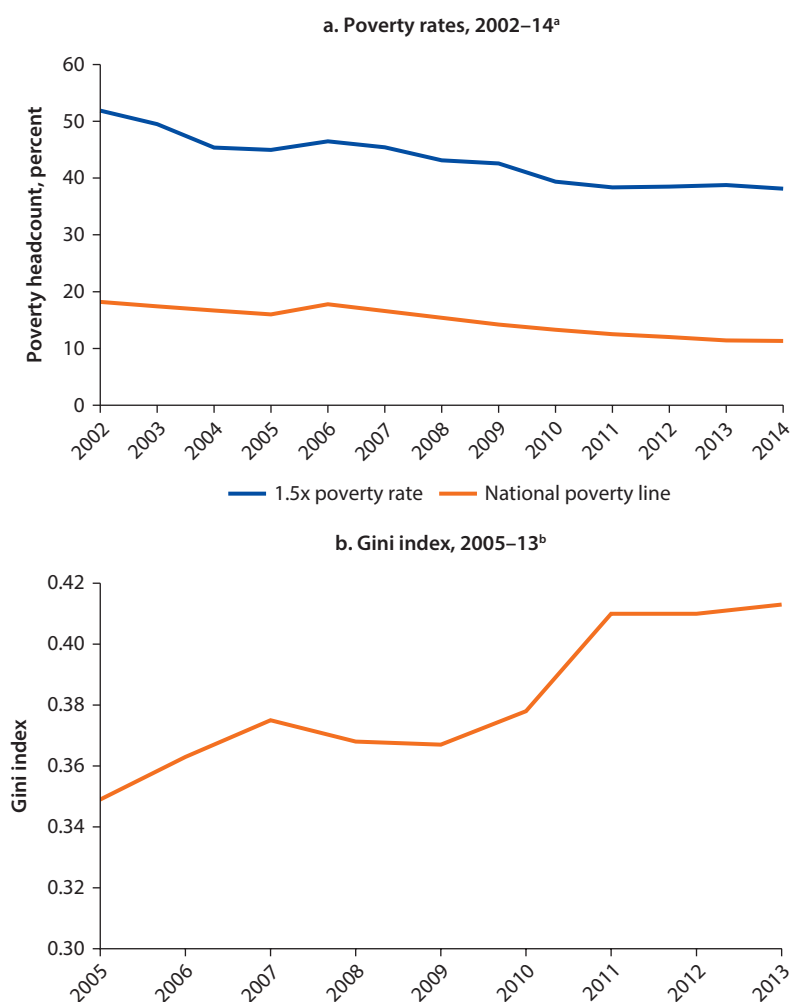 a. Poverty rates, 2002–14ᵃ
Poverty headcount, percent
60
50
40
30
20
10
0
2002 2003 2004 2005 2006 2007 2008 2009 2010 2011 2012 2013 2014
1.5x poverty rate National poverty line
b. Gini index, 2005–13ᵇ
Gini index
0.42
0.40
0.38
0.36
0.34
0.32
0.30
2005 2006 2007 2008 2009 2010 2011 2012 2013